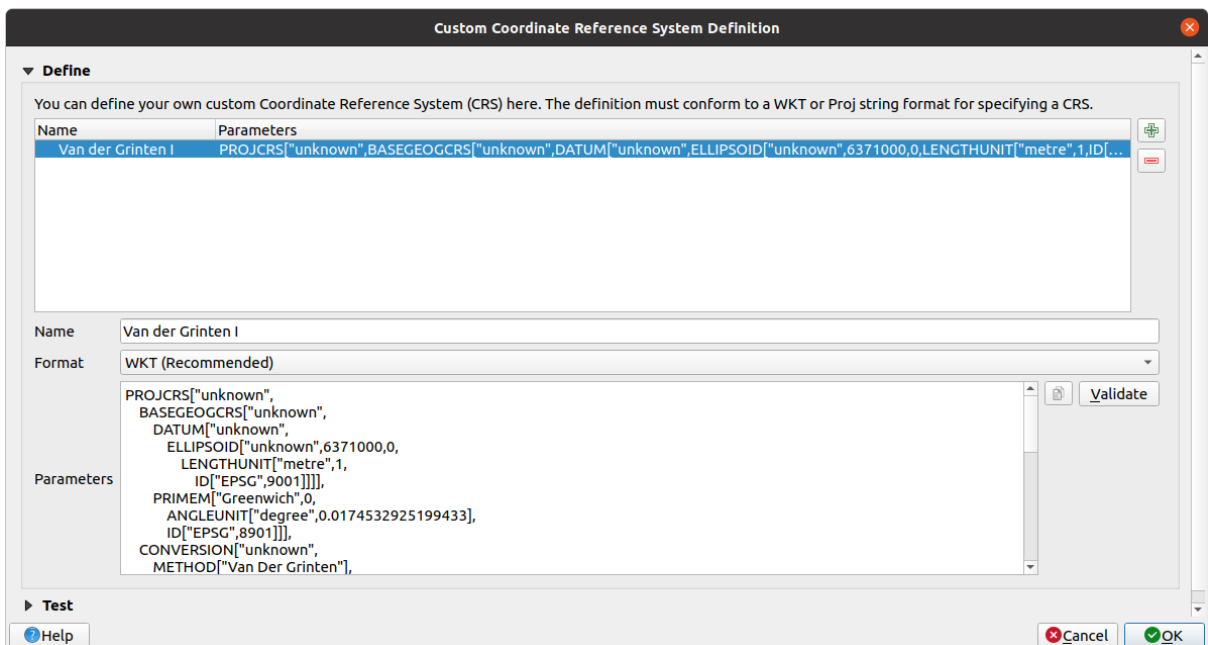 Custom Coordinate Reference System Definition
Define
You can define your own custom Coordinate Reference System (CRS) here. The definition must conform to a WKT or Proj string format for specifying a CRS.
Name Parameters
Van der Grinten I PROJCRS["unknown",BASEGEOGCRS["unknown",DATUM["unknown",ELLIPSOID["unknown",6371000,0,LENGTHUNIT["metre",1,ID[…
Name Van der Grinten I
Format WKT (Recommended)
Parameters
PROJCRS["unknown",
BASEGEOGCRS["unknown",
DATUM["unknown",
ELLIPSOID["unknown",6371000,0,
LENGTHUNIT["metre",1,
ID["EPSG",9001]]]],
PRIMEM["Greenwich",0,
ANGLEUNIT["degree",0.0174532925199433],
ID["EPSG",8901]]],
CONVERSION["unknown",
METHOD["Van Der Grinten"],
Validate
Test
Help
Cancel
OK